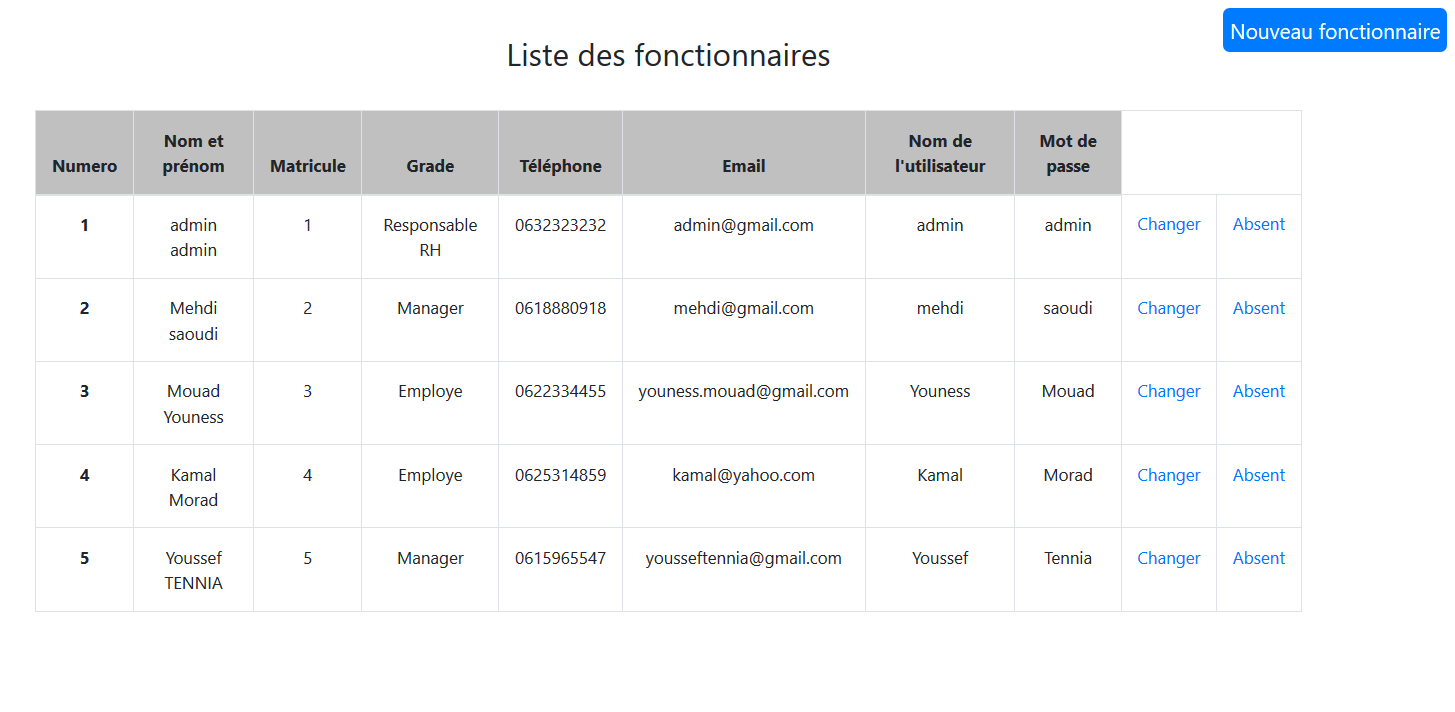 Nouveau fonctionnaire
Liste des fonctionnaires
Numero Nom et prénom Matricule Grade Téléphone Email Nom de l'utilisateur Mot de passe
1 admin admin 1 Responsable RH 0632323232 admin@gmail.com admin admin Changer Absent
2 Mehdi saoudi 2 Manager 0618880918 mehdi@gmail.com mehdi saoudi Changer Absent
3 Mouad Youness 3 Employe 0622334455 youness.mouad@gmail.com Youness Mouad Changer Absent
4 Kamal Morad 4 Employe 0625314859 kamal@yahoo.com Kamal Morad Changer Absent
5 Youssef TENNIA 5 Manager 0615965547 yousseftennia@gmail.com Youssef Tennia Changer Absent